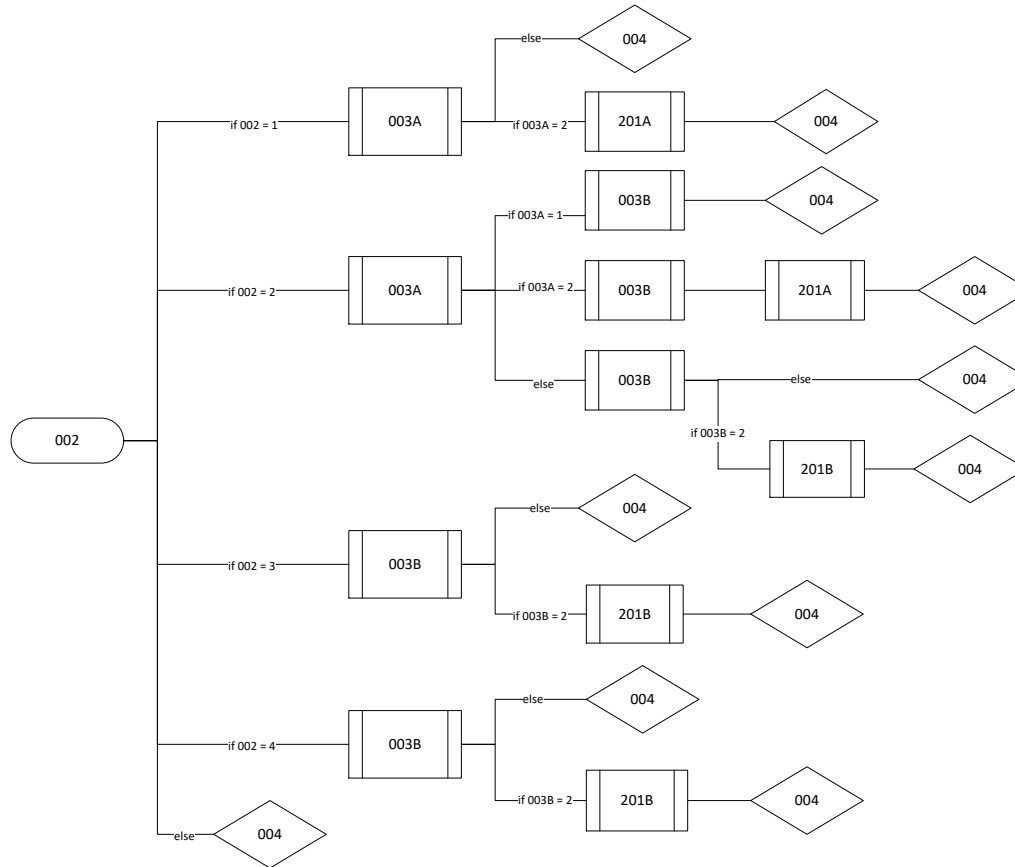 else
004
if 002 = 1
003A
if 003A = 2
201A
004
if 003A = 1
003B
004
if 002 = 2
003A
if 003A = 2
003B
201A
004
else
003B
else
004
002
if 003B = 2
201B
004
else
004
if 002 = 3
003B
if 003B = 2
201B
004
else
004
if 002 = 4
003B
if 003B = 2
201B
004
else
004